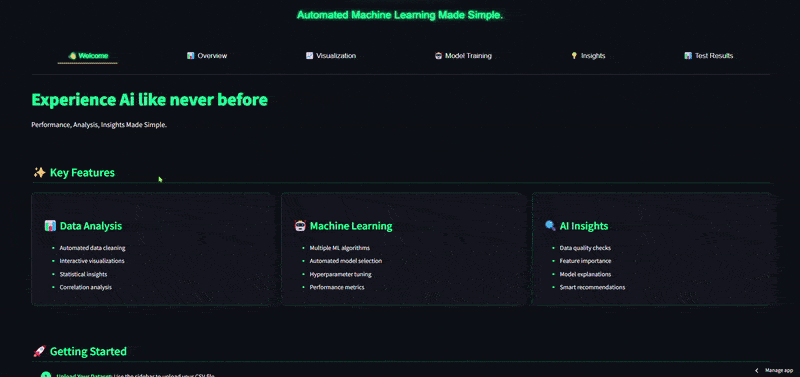 Automated Machine Learning Made Simple.
Welcome
Overview
Visualization
Model Training
Insights
Test Results
Experience Ai like never before
Performance, Analysis, Insights Made Simple.
Key Features
Data Analysis
Automated data cleaning
Interactive visualizations
Statistical insights
Correlation analysis
Machine Learning
Multiple ML algorithms
Automated model selection
Hyperparameter tuning
Performance metrics
AI Insights
Data quality checks
Feature importance
Model explanations
Smart recommendations
Getting Started
Upload Your Dataset: Use the sidebar to upload your CSV file
Manage app